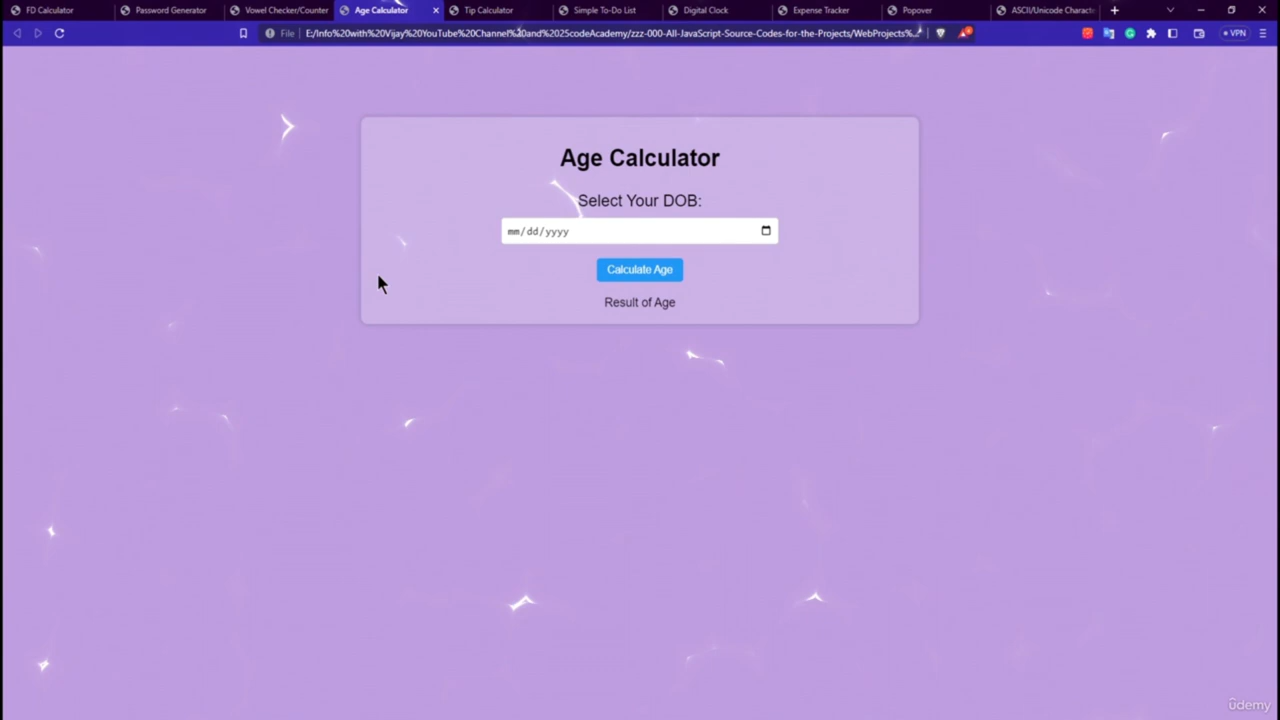 FD Calculator
Password Generator
Vowel Checker/Counter
Age Calculator
Tip Calculator
Simple To-Do List
Digital Clock
Expense Tracker
Popover
ASCII/Unicode Charact
File
E:/Info%20with%20Vijay%20YouTube%20Channel%20and%2025codeAcademy/zzz-000-All-JavaScript-Source-Codes-for-the-Projects/WebProjects%...
VPN
Age Calculator
Select Your DOB:
mm/dd/yyyy
Calculate Age
Result of Age
ûdemy